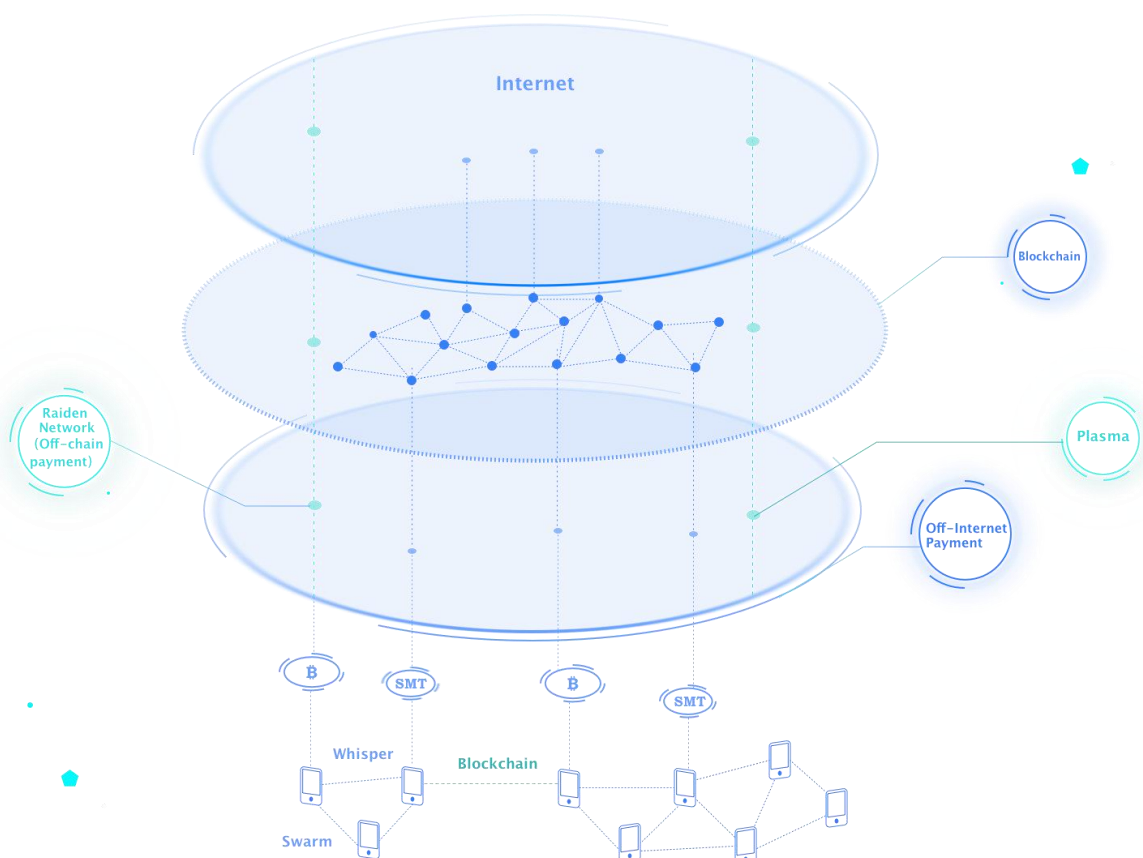 Internet
Blockchain
Raiden
Network
(Off-chain
payment)
Plasma
Off-Internet
Payment
₿
SMT
₿
SMT
Whisper
Blockchain
Swarm